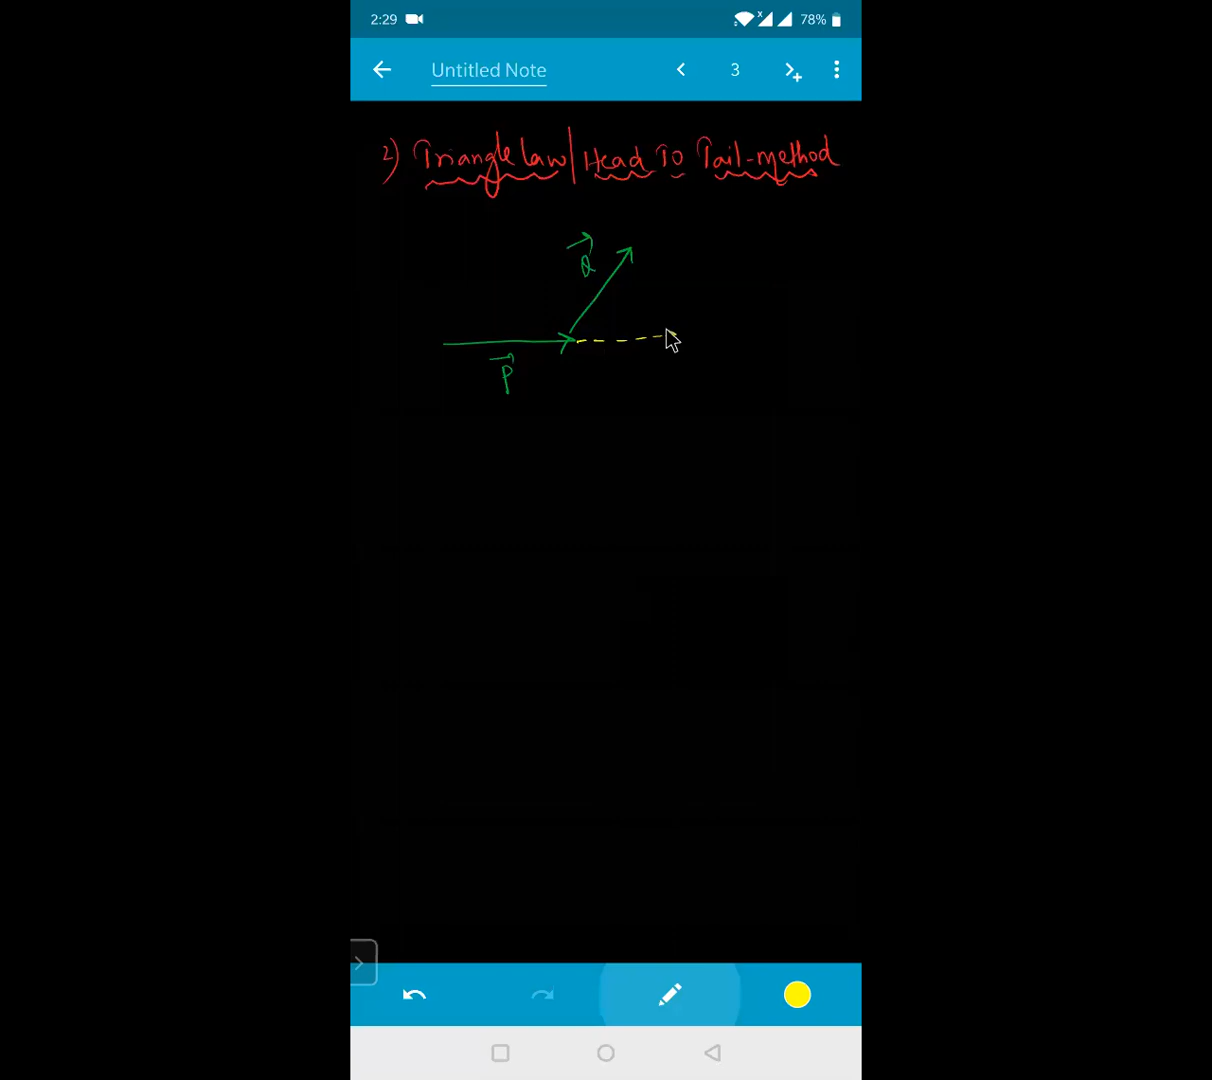 2:29 78%
Untitled Note 3
2) Triangle law | Head To Tail-method
Q
P